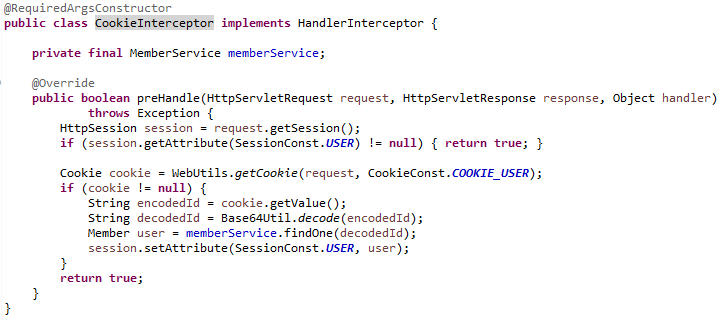 @RequiredArgsConstructor
public class CookieInterceptor implements HandlerInterceptor {
private final MemberService memberService;
@Override
public boolean preHandle(HttpServletRequest request, HttpServletResponse response, Object handler)
throws Exception {
HttpSession session = request.getSession();
if (session.getAttribute(SessionConst.USER) != null) { return true; }
Cookie cookie = WebUtils.getCookie(request, CookieConst.COOKIE_USER);
if (cookie != null) {
String encodedId = cookie.getValue();
String decodedId = Base64Util.decode(encodedId);
Member user = memberService.findOne(decodedId);
session.setAttribute(SessionConst.USER, user);
}
return true;
}
}